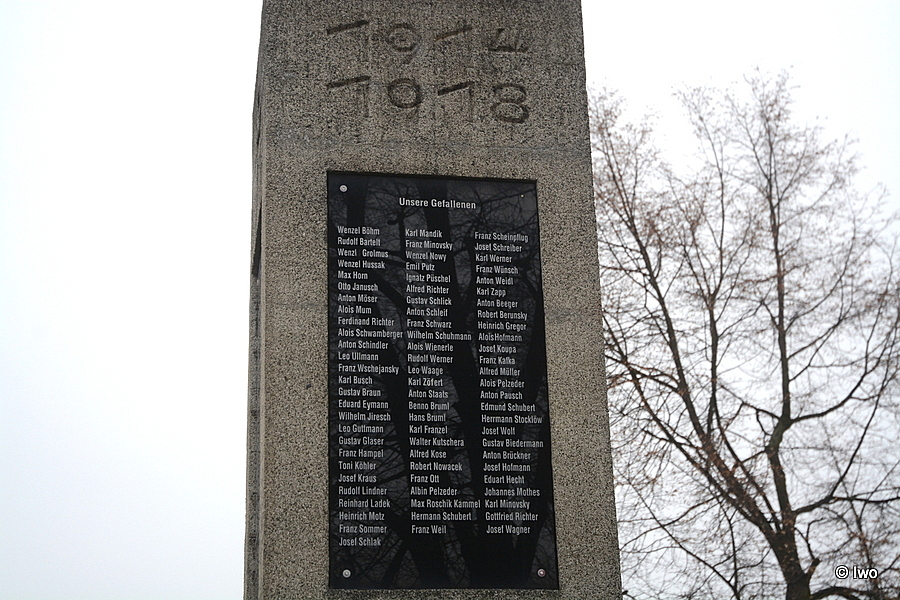 1914
1918
Unsere Gefallenen
Wenzel Böhm
Rudolf Bartelt
Wenzl Grolmus
Wenzel Hussak
Max Horn
Otto Janusch
Anton Möser
Alois Mum
Ferdinand Richter
Alois Schwamberger
Anton Schindler
Leo Ullmann
Franz Wschejansky
Karl Busch
Gustav Braun
Eduard Eymann
Wilhelm Jiresch
Leo Guttmann
Gustav Glaser
Franz Hampel
Toni Köhler
Josef Kraus
Rudolf Lindner
Reinhard Ladek
Heinrich Motz
Franz Sommer
Josef Schlak
Karl Mandik
Franz Minovsky
Wenzel Nowy
Emil Putz
Ignatz Püschel
Alfred Richter
Gustav Schlick
Anton Schleif
Franz Schwarz
Wilhelm Schuhmann
Alois Wienerle
Rudolf Werner
Leo Waage
Karl Zöfert
Anton Staats
Benno Bruml
Hans Bruml
Karl Franzel
Walter Kutschera
Alfred Kose
Robert Nowacek
Franz Ott
Albin Pelzeder
Max Roschik Kammel
Hermann Schubert
Franz Weil
Franz Scheinpflug
Josef Schreiber
Karl Werner
Franz Wünsch
Anton Weidl
Karl Zapp
Anton Beeger
Robert Berunsky
Heinrich Gregor
Alois Hofmann
Josef Koupa
Franz Kafka
Alfred Müller
Alois Pelzeder
Anton Pausch
Edmund Schubert
Herrmann Stocklöw
Josef Wolf
Gustav Biedermann
Anton Brückner
Josef Hofmann
Eduart Hecht
Johannes Mothes
Karl Minovsky
Gottfried Richter
Josef Wagner
© Iwo